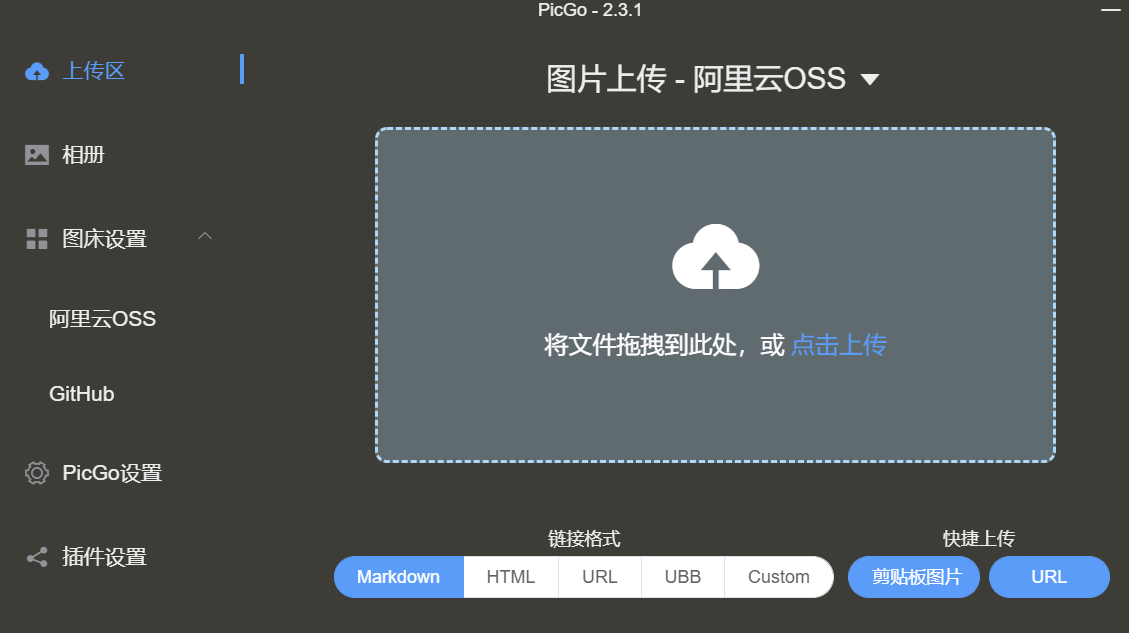 PicGo - 2.3.1
上传区
相册
图床设置
阿里云OSS
GitHub
PicGo设置
插件设置
图片上传 - 阿里云OSS
将文件拖拽到此处，或 点击上传
链接格式
Markdown HTML URL UBB Custom
快捷上传
剪贴板图片 URL